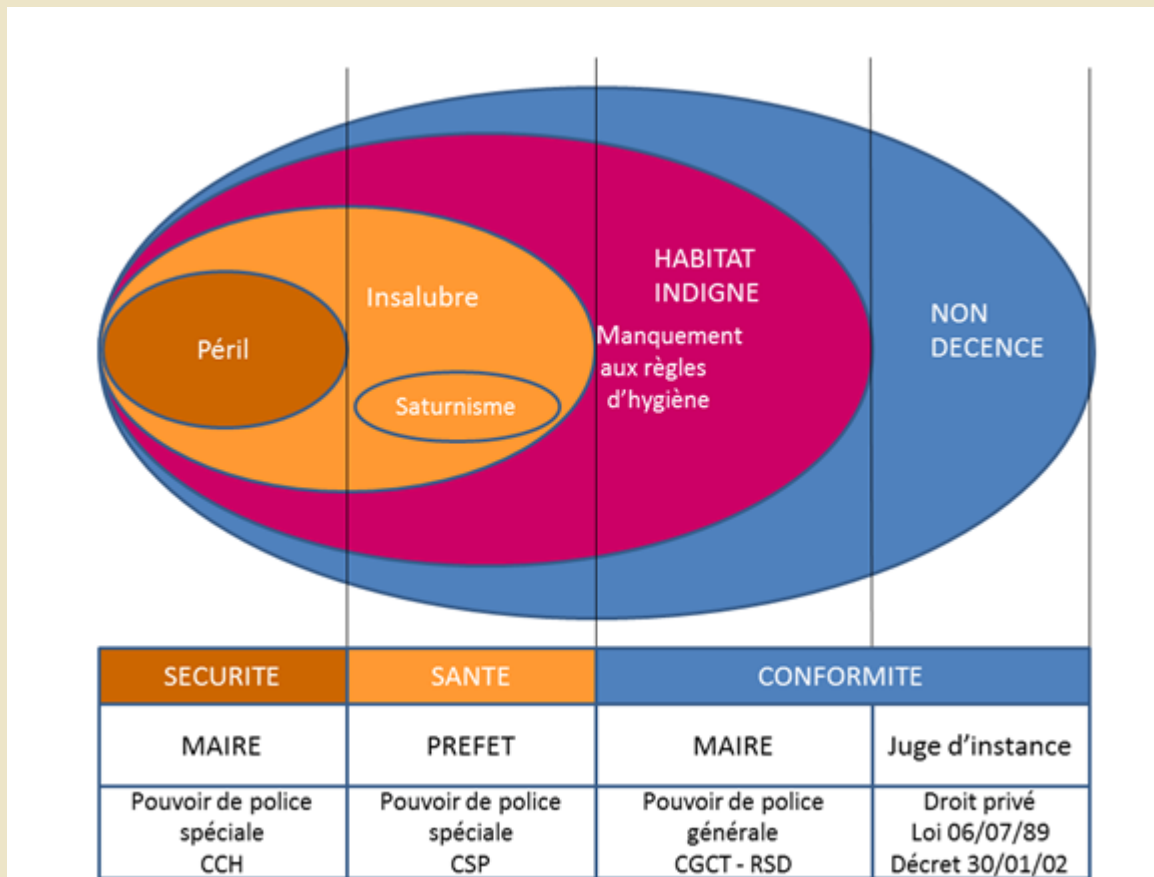 HABITAT
INDIGNE
Insalubre
NON
DECENCE
Péril
Manquement
aux règles
d'hygiène
Saturnisme
SECURITE
SANTE
CONFORMITE
MAIRE
PREFET
MAIRE
Juge d'instance
Pouvoir de police
spéciale
CCH
Pouvoir de police
spéciale
CSP
Pouvoir de police
générale
CGCT - RSD
Droit privé
Loi 06/07/89
Décret 30/01/02